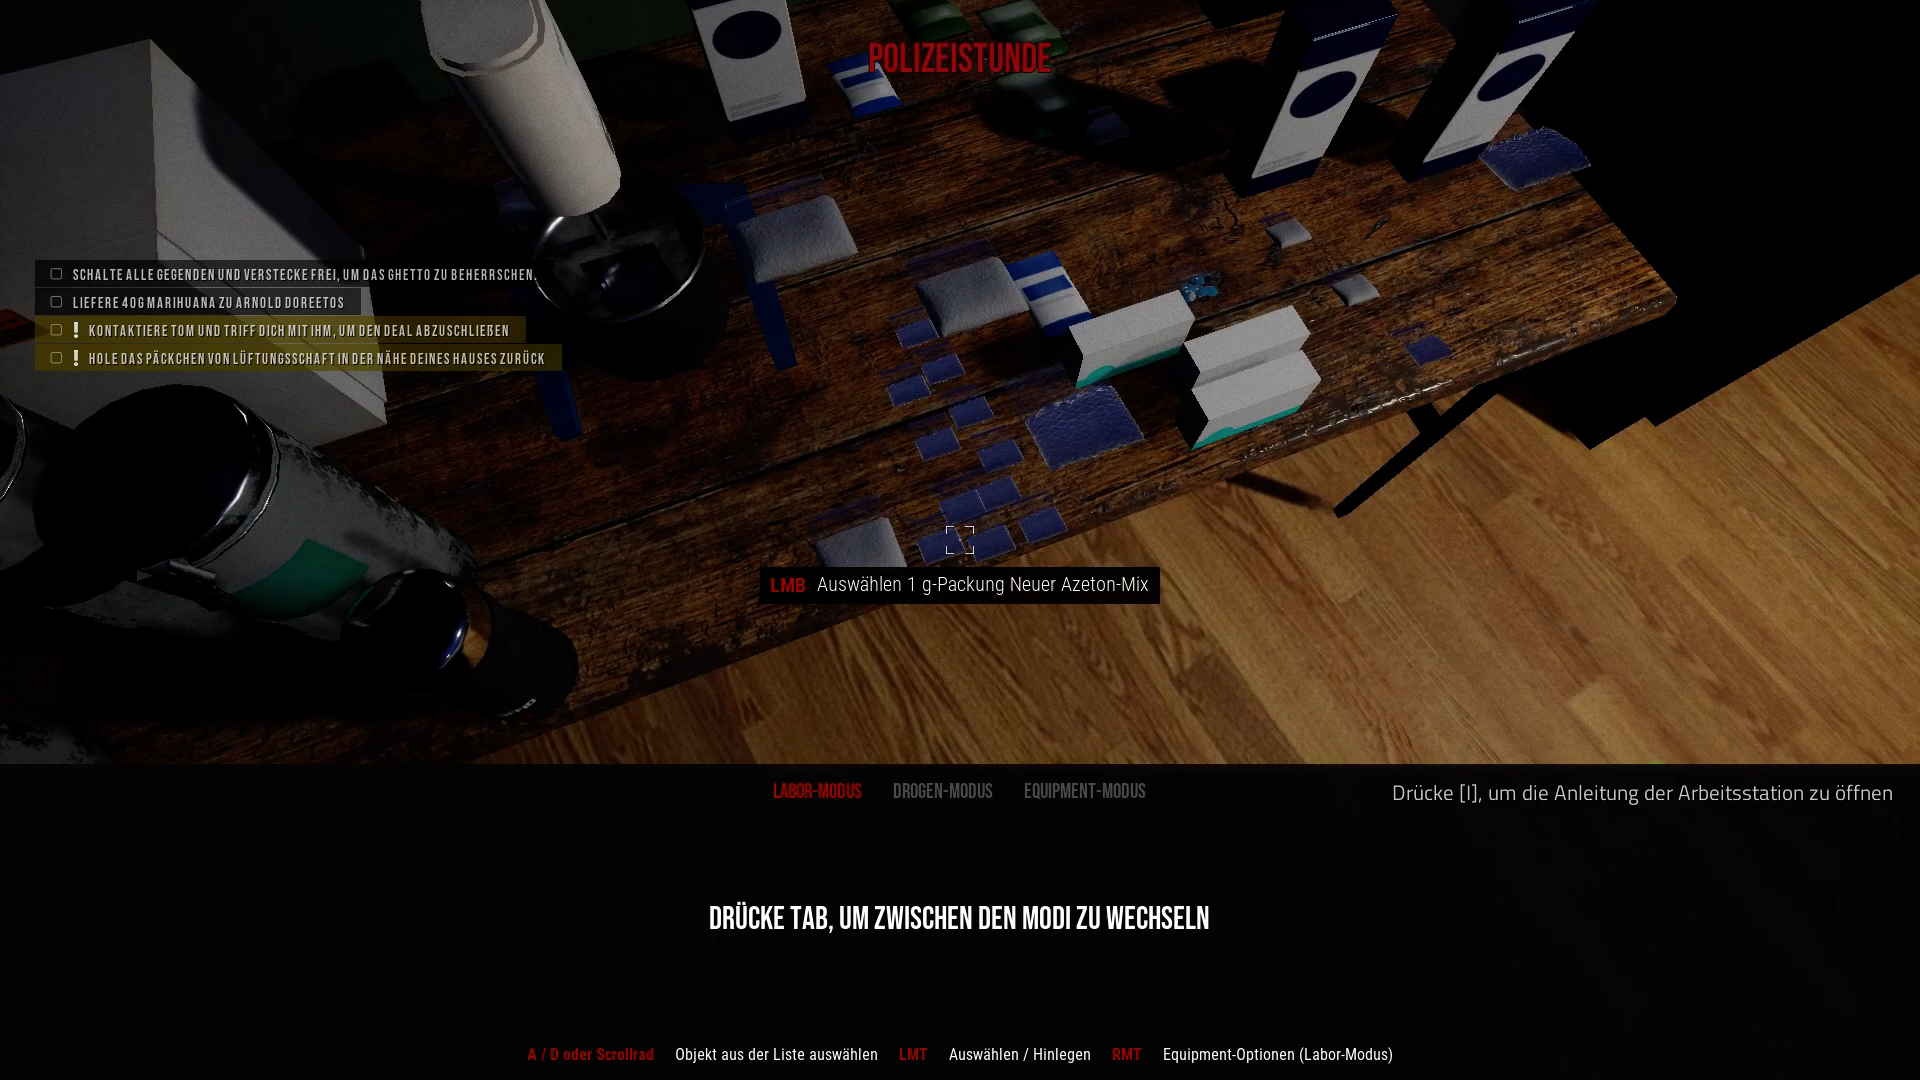 POLIZEISTUNDE
SCHALTE ALLE GEGENDEN UND VERSTECKE FREI, UM DAS GHETTO ZU BEHERRSCHEN.
LIEFERE 40G MARIHUANA ZU ARNOLD DOREETOS
! KONTAKTIERE TOM UND TRIFF DICH MIT IHM, UM DEN DEAL ABZUSCHLIEẞEN
! HOLE DAS PÄCKCHEN VON LÜFTUNGSSCHAFT IN DER NÄHE DEINES HAUSES ZURÜCK
LMB Auswählen 1 g-Packung Neuer Azeton-Mix
LABOR-MODUS DROGEN-MODUS EQUIPMENT-MODUS
Drücke [I], um die Anleitung der Arbeitsstation zu öffnen
DRÜCKE TAB, UM ZWISCHEN DEN MODI ZU WECHSELN
A / D oder Scrollrad Objekt aus der Liste auswählen LMT Auswählen / Hinlegen RMT Equipment-Optionen (Labor-Modus)